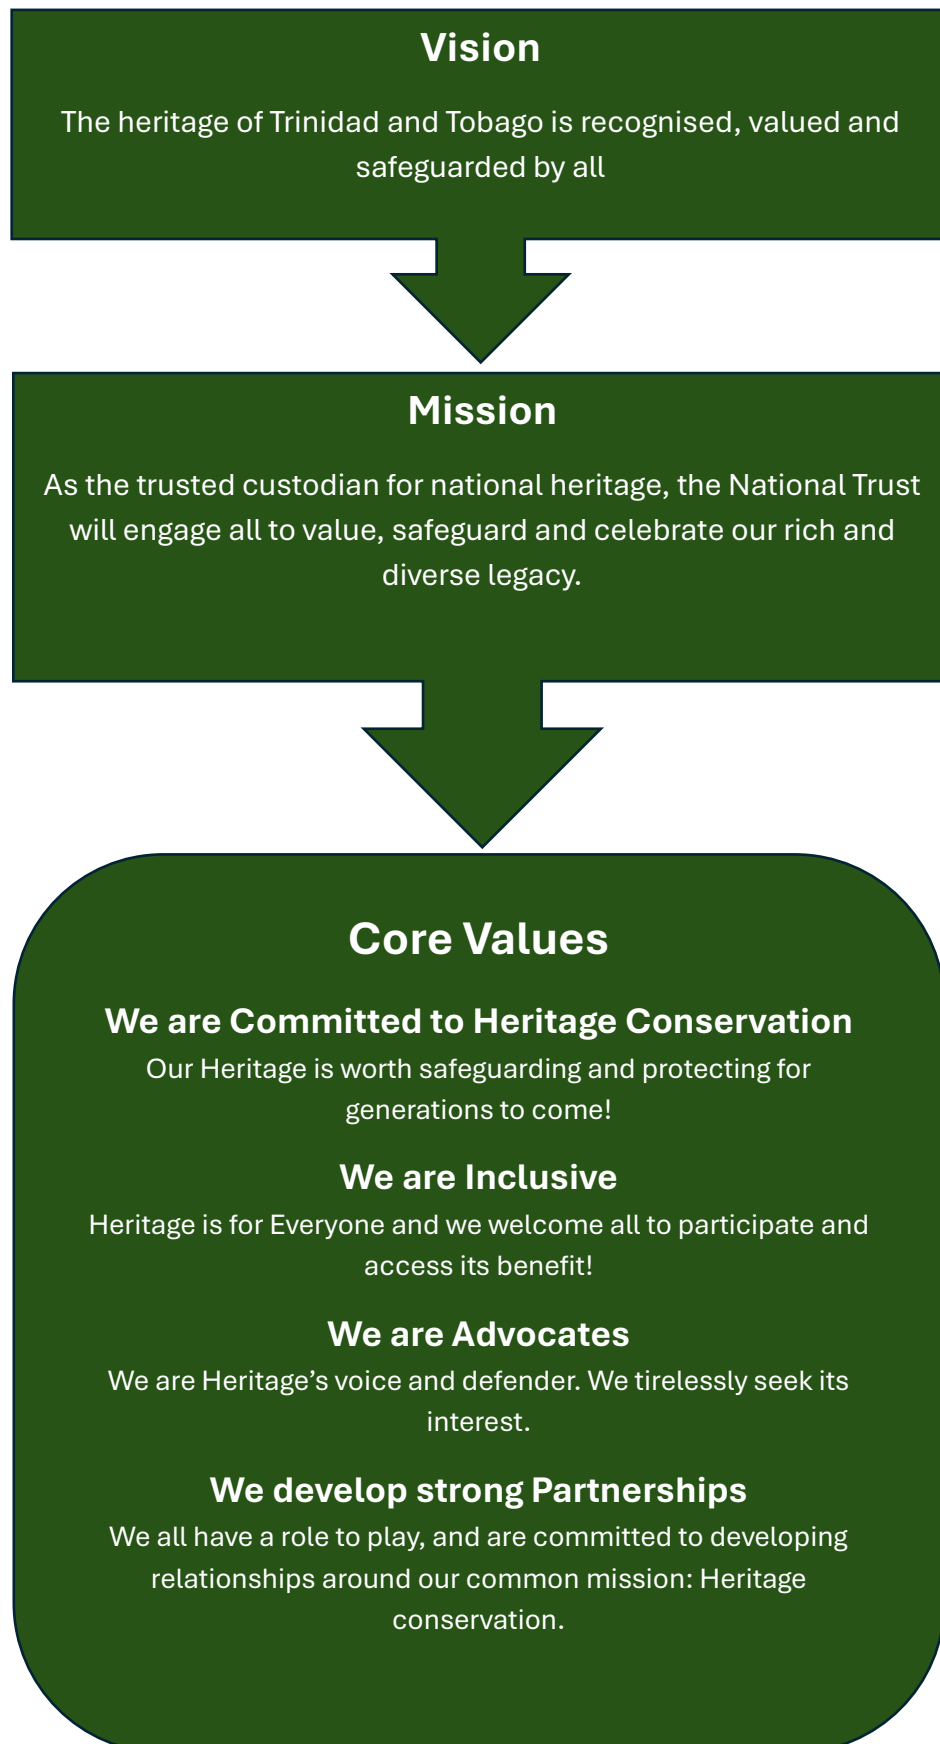 Vision
The heritage of Trinidad and Tobago is recognised, valued and
safeguarded by all
Mission
As the trusted custodian for national heritage, the National Trust
will engage all to value, safeguard and celebrate our rich and
diverse legacy.
Core Values
We are Committed to Heritage Conservation
Our Heritage is worth safeguarding and protecting for
generations to come!
We are Inclusive
Heritage is for Everyone and we welcome all to participate and
access its benefit!
We are Advocates
We are Heritage’s voice and defender. We tirelessly seek its
interest.
We develop strong Partnerships
We all have a role to play, and are committed to developing
relationships around our common mission: Heritage
conservation.